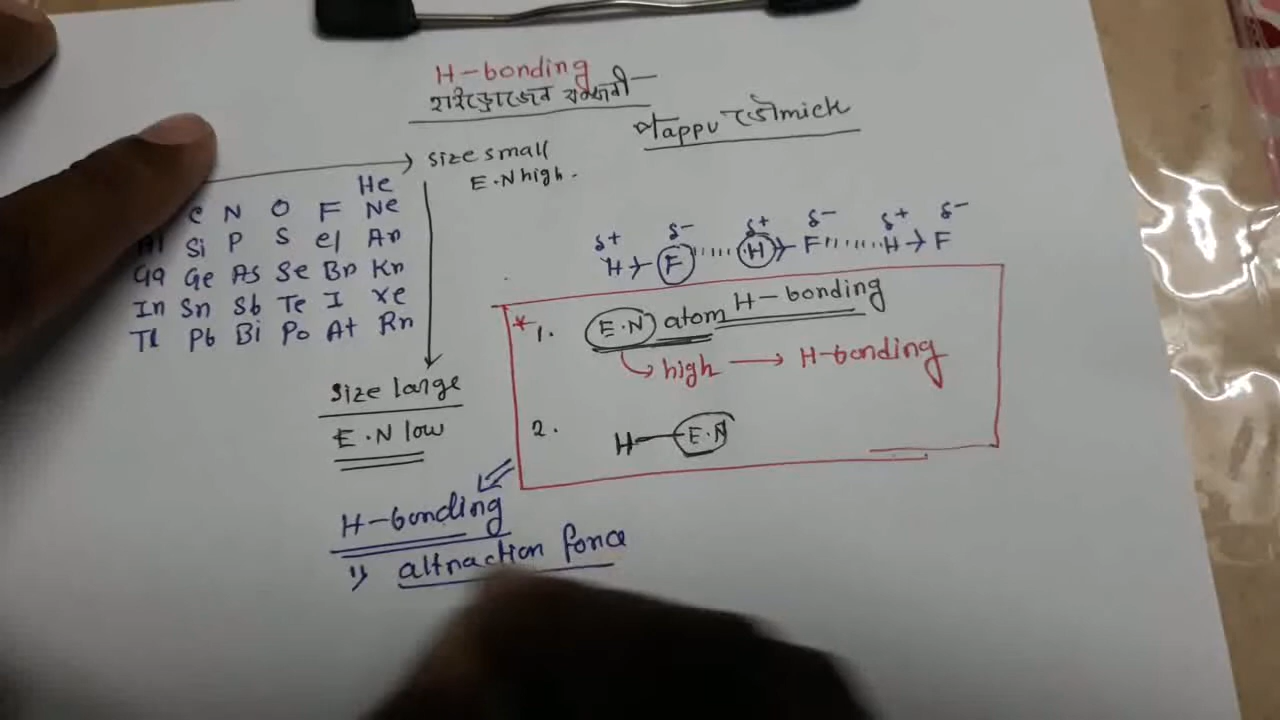 H-bonding
হাইড্রোজেন বন্ধনী
size small
E.N high.
He
C N O F Ne
Al Si P S Cl Ar
Ga Ge As Se Br Kr
In Sn Sb Te I Xe
Tl Pb Bi Po At Rn
size large
E.N low
δ+ δ- δ+ δ- δ+ δ-
H F H F H F
*1. E.N atom H-bonding
high → H-bonding
2. H—E.N
H-bonding
attraction force